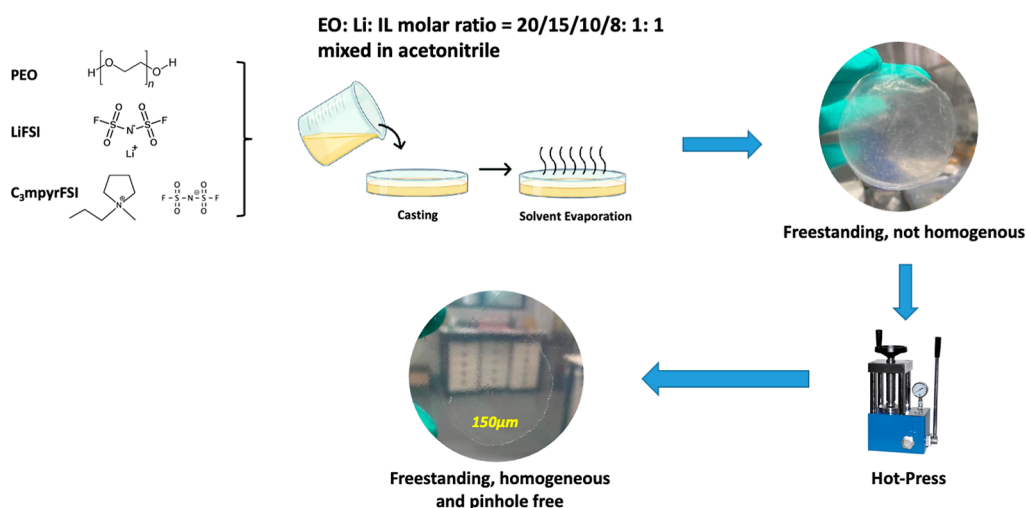 EO: Li: IL molar ratio = 20/15/10/8: 1: 1
mixed in acetonitrile
PEO
H
O
n
O
H
LiFSI
O
O
F
S
N
S
F
O
O
Li+
C₃mpyrFSI
N
⊕
O
O
F
S
N
⊖
S
F
O
O
Casting
Solvent Evaporation
Freestanding, not homogenous
Hot-Press
150μm
Freestanding, homogeneous
and pinhole free